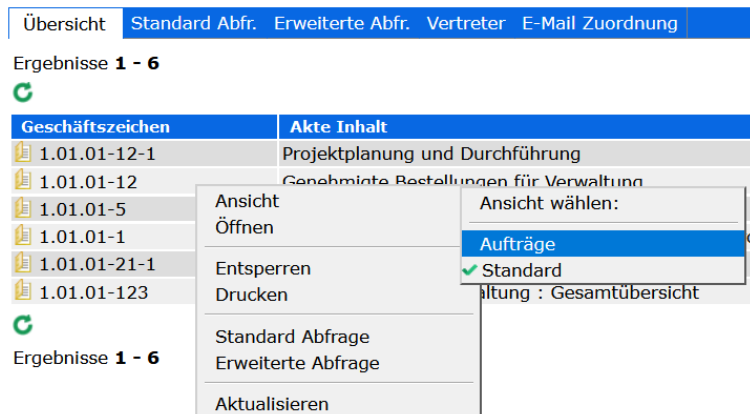 Übersicht Standard Abfr. Erweiterte Abfr. Vertreter E-Mail Zuordnung
Ergebnisse 1 - 6
Geschäftszeichen Akte Inhalt
1.01.01-12-1 Projektplanung und Durchführung
1.01.01-12 Genehmigte Bestellungen für Verwaltung
1.01.01-5
1.01.01-1
1.01.01-21-1
1.01.01-123 altung : Gesamtübersicht
Ergebnisse 1 - 6
Ansicht
Öffnen
Entsperren
Drucken
Standard Abfrage
Erweiterte Abfrage
Aktualisieren
Ansicht wählen:
Aufträge
Standard